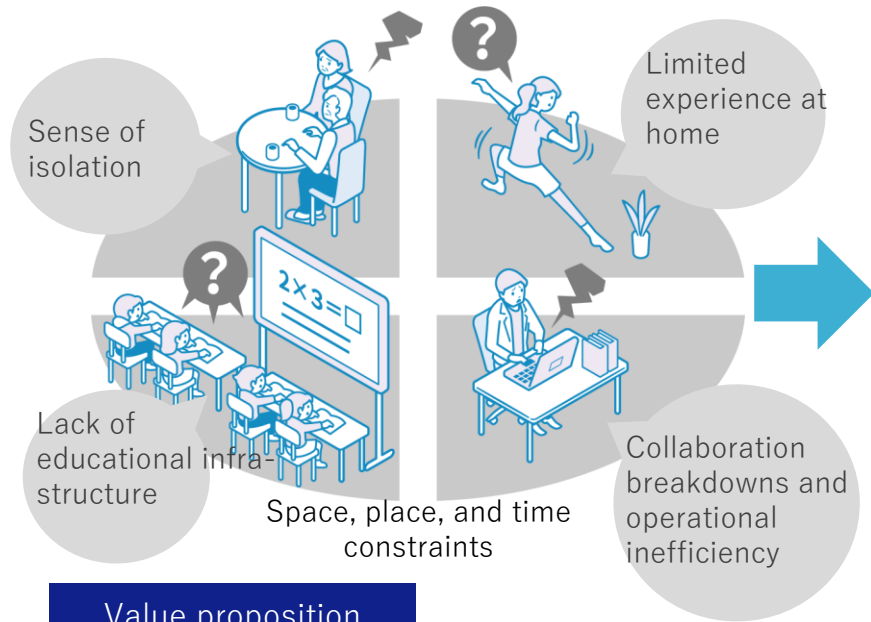 ?
Limited
experience at
home
Sense of
isolation
?
2×3=□
Lack of
educational infra-
structure
Collaboration
breakdowns and
operational
inefficiency
Space, place, and time
constraints
Value proposition